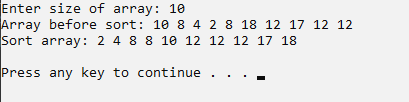 Enter size of array: 10
Array before sort: 10 8 4 2 8 18 12 17 12 12
Sort array: 2 4 8 8 10 12 12 12 17 18
Press any key to continue . . .